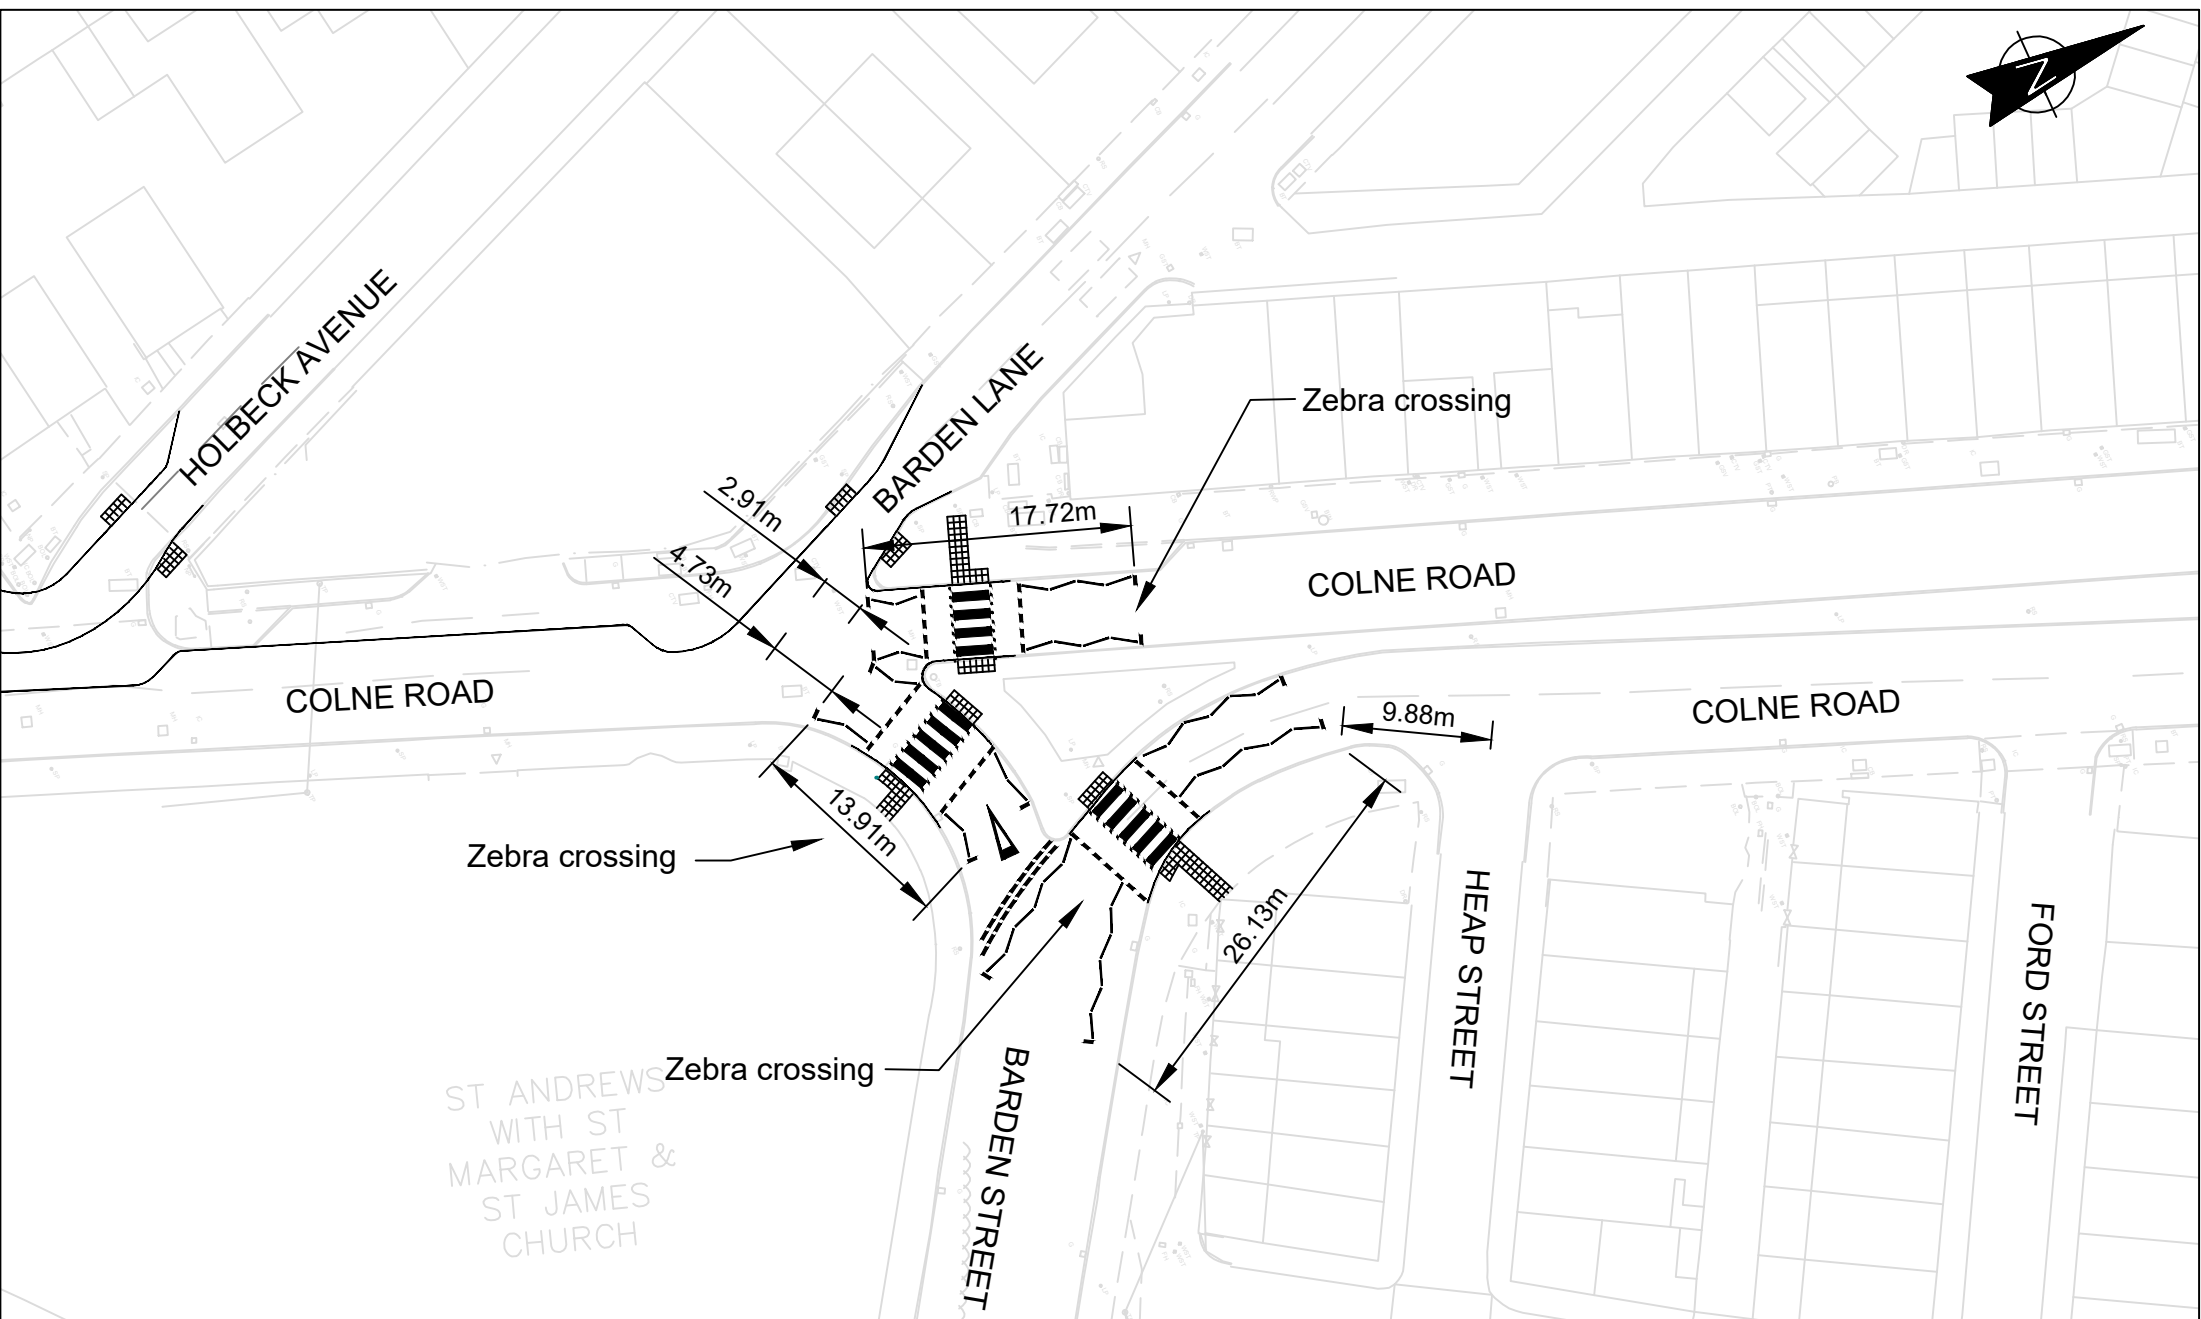 N
HOLBECK AVENUE
BARDEN LANE
Zebra crossing
2.91m
17.72m
4.73m
COLNE ROAD
COLNE ROAD
COLNE ROAD
9.88m
13.91m
Zebra crossing
26.13m
HEAP STREET
FORD STREET
Zebra crossing
BARDEN STREET
ST ANDREWS
WITH ST
MARGARET &
ST JAMES
CHURCH